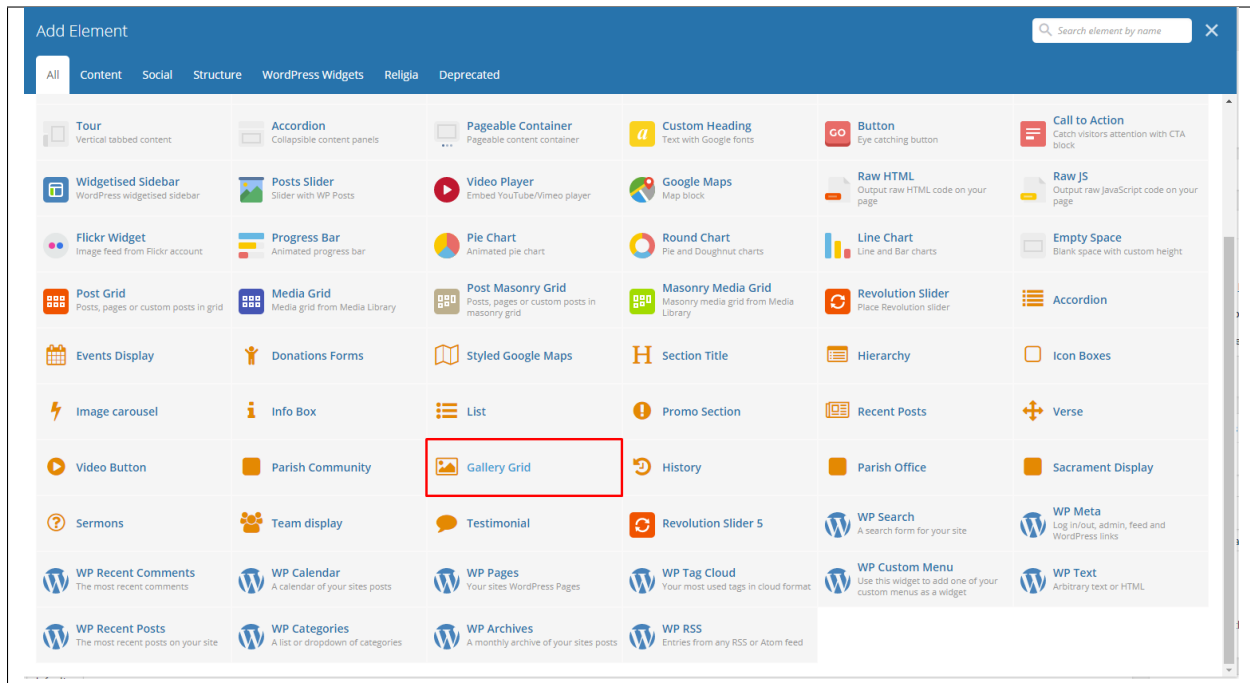 Add Element
Search element by name
All Content Social Structure WordPress Widgets Religia Deprecated
Tour
Vertical tabbed content
Accordion
Collapsible content panels
Pageable Container
Pageable content container
Custom Heading
Text with Google fonts
Button
Eye catching button
Call to Action
Catch visitors attention with CTA
block
Widgetised Sidebar
WordPress widgetised sidebar
Posts Slider
Slider with WP Posts
Video Player
Embed YouTube/Vimeo player
Google Maps
Map block
Raw HTML
Output raw HTML code on your
page
Raw JS
Output raw JavaScript code on your
page
Flickr Widget
Image feed from Flickr account
Progress Bar
Animated progress bar
Pie Chart
Animated pie chart
Round Chart
Pie and Doughnut charts
Line Chart
Line and Bar charts
Empty Space
Blank space with custom height
Post Grid
Posts, pages or custom posts in grid
Media Grid
Media grid from Media Library
Post Masonry Grid
Posts, pages or custom posts in
masonry grid
Masonry Media Grid
Masonry media grid from Media
Library
Revolution Slider
Place Revolution slider
Accordion
Events Display
Donations Forms
Styled Google Maps
H Section Title
Hierarchy
Icon Boxes
Image carousel
Info Box
List
Promo Section
Recent Posts
Verse
Video Button
Parish Community
Gallery Grid
History
Parish Office
Sacrament Display
Sermons
Team display
Testimonial
Revolution Slider 5
WP Search
A search form for your site
WP Meta
Log in/out, admin, feed and
WordPress links
WP Recent Comments
The most recent comments
WP Calendar
A calendar of your sites posts
WP Pages
Your sites WordPress Pages
WP Tag Cloud
Your most used tags in cloud format
WP Custom Menu
Use this widget to add one of your
custom menus as a widget
WP Text
Arbitrary text or HTML
WP Recent Posts
The most recent posts on your site
WP Categories
A list or dropdown of categories
WP Archives
A monthly archive of your sites posts
WP RSS
Entries from any RSS or Atom feed